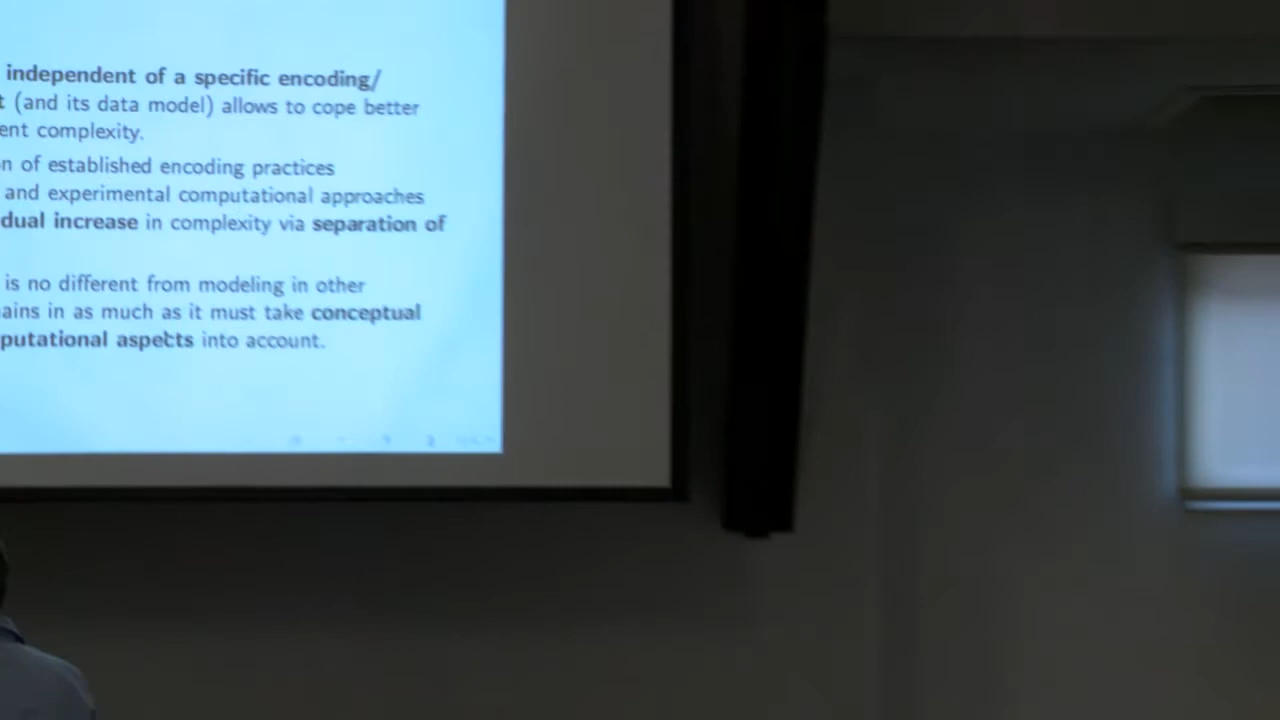 independent of a specific encoding/
t (and its data model) allows to cope better
ent complexity.
n of established encoding practices
and experimental computational approaches
dual increase in complexity via separation of
is no different from modeling in other
ains in as much as it must take conceptual
putational aspects into account.